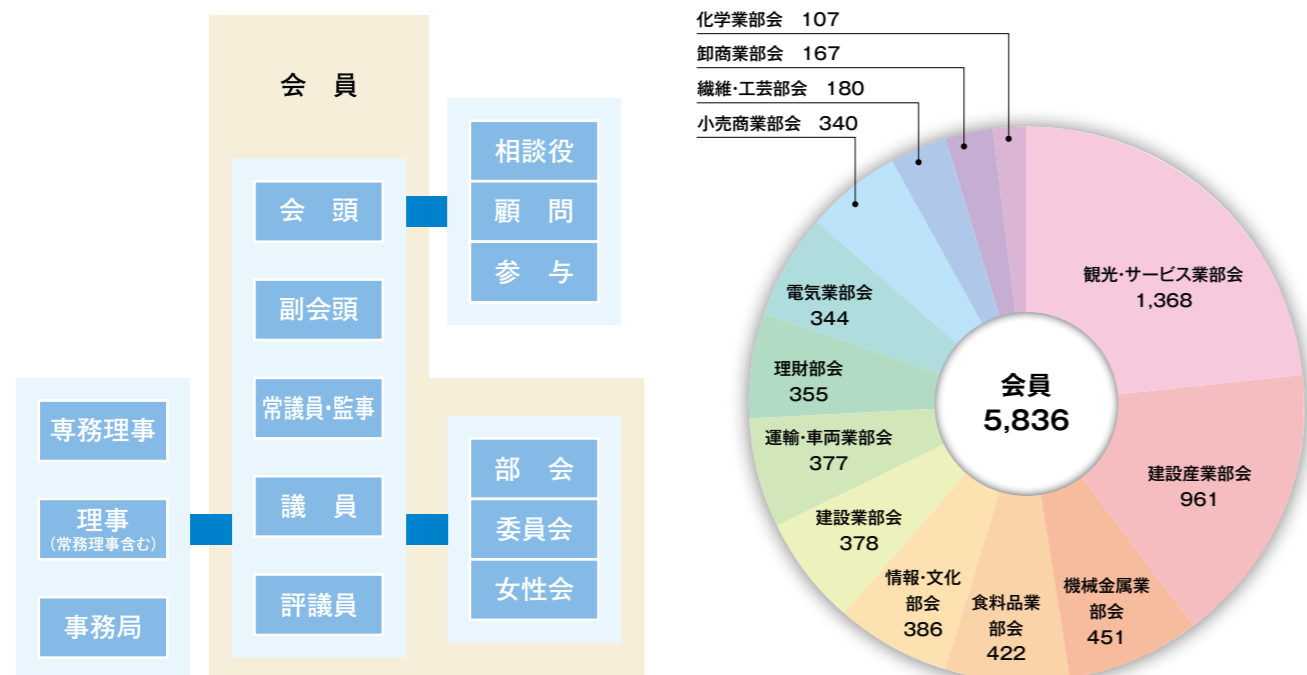 会 員
会 頭
副会頭
常議員・監事
議 員
評議員
相談役
顧 問
参 与
専務理事
理事
(常務理事含む)
事務局
部 会
委員会
女性会
化学業部会 107
卸商業部会 167
繊維・工芸部会 180
小売商業部会 340
電気業部会
344
理財部会
355
運輸・車両業部会
377
建設業部会
378
情報・文化
部会
386
食料品業
部会
422
機械金属業
部会
451
建設産業部会
961
観光・サービス業部会
1,368
会員
5,836